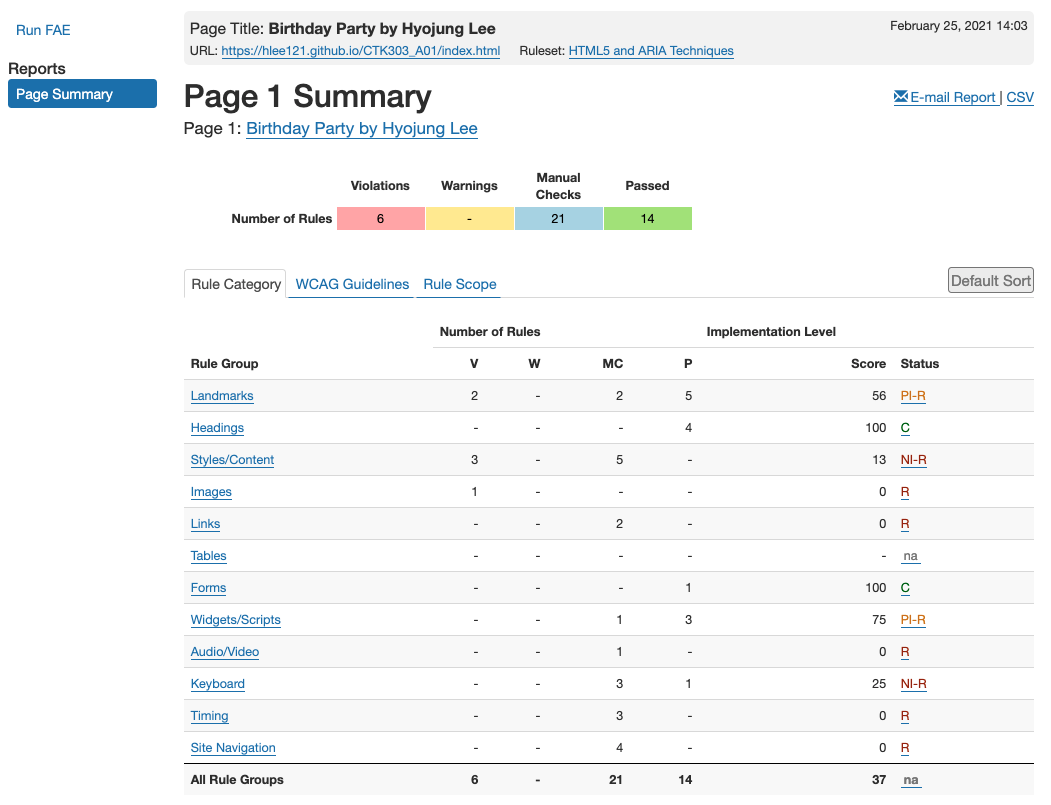 Run FAE
Reports
Page Summary
Page Title: Birthday Party by Hyojung Lee
February 25, 2021 14:03
URL: https://hlee121.github.io/CTK303_A01/index.html Ruleset: HTML5 and ARIA Techniques
Page 1 Summary
E-mail Report | CSV
Page 1: Birthday Party by Hyojung Lee
Violations Warnings Manual Checks Passed
Number of Rules 6 - 21 14
Rule Category WCAG Guidelines Rule Scope Default Sort
Number of Rules Implementation Level
Rule Group V W MC P Score Status
Landmarks 2 - 2 5 56 PI-R
Headings - - - 4 100 C
Styles/Content 3 - 5 - 13 NI-R
Images 1 - - - 0 R
Links - - 2 - 0 R
Tables - - - - - na
Forms - - - 1 100 C
Widgets/Scripts - - 1 3 75 PI-R
Audio/Video - - 1 - 0 R
Keyboard - - 3 1 25 NI-R
Timing - - 3 - 0 R
Site Navigation - - 4 - 0 R
All Rule Groups 6 - 21 14 37 na